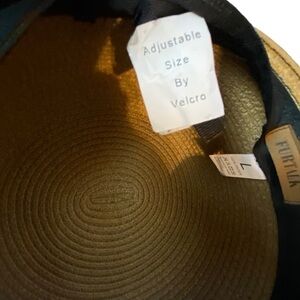 Adjustable
Size
By
Velcro
L
FURTALK